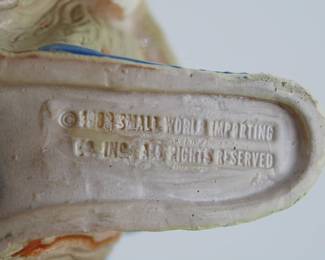 © SMALL WORLD IMPORTING
CO. INC. ALL RIGHTS RESERVED